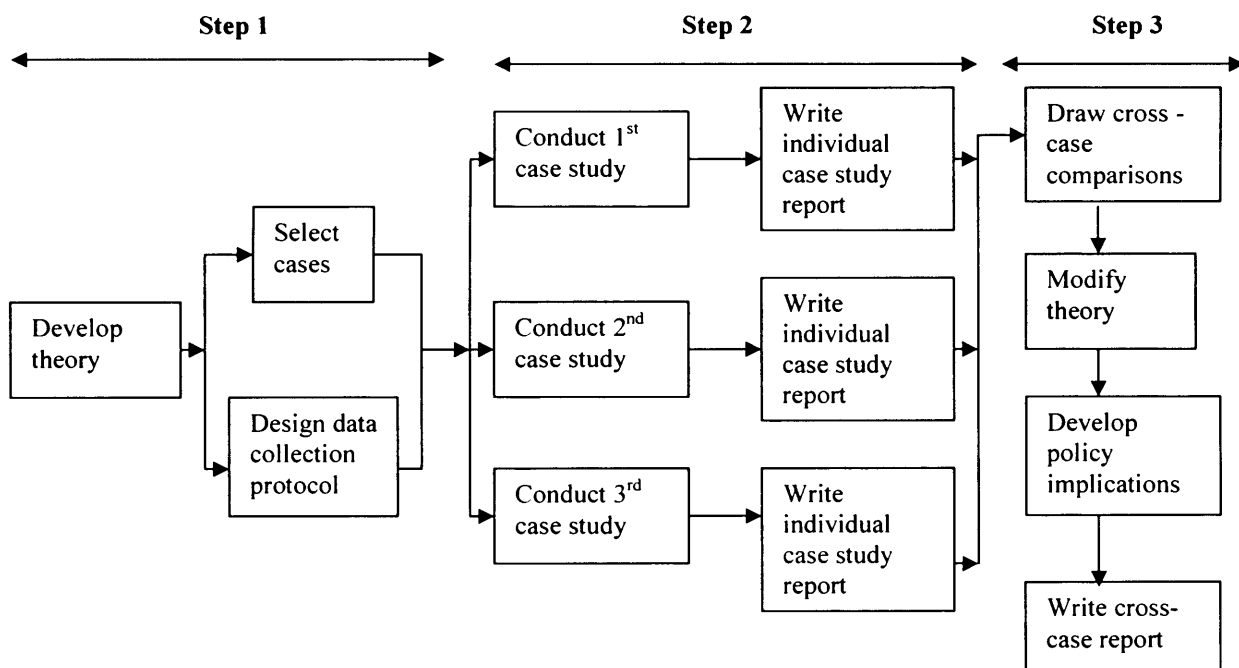 Step 1
Step 2
Step 3
Develop
theory
Select
cases
Design data
collection
protocol
Conduct 1st
case study
Write
individual
case study
report
Conduct 2nd
case study
Write
individual
case study
report
Conduct 3rd
case study
Write
individual
case study
report
Draw cross -
case
comparisons
Modify
theory
Develop
policy
implications
Write cross-
case report